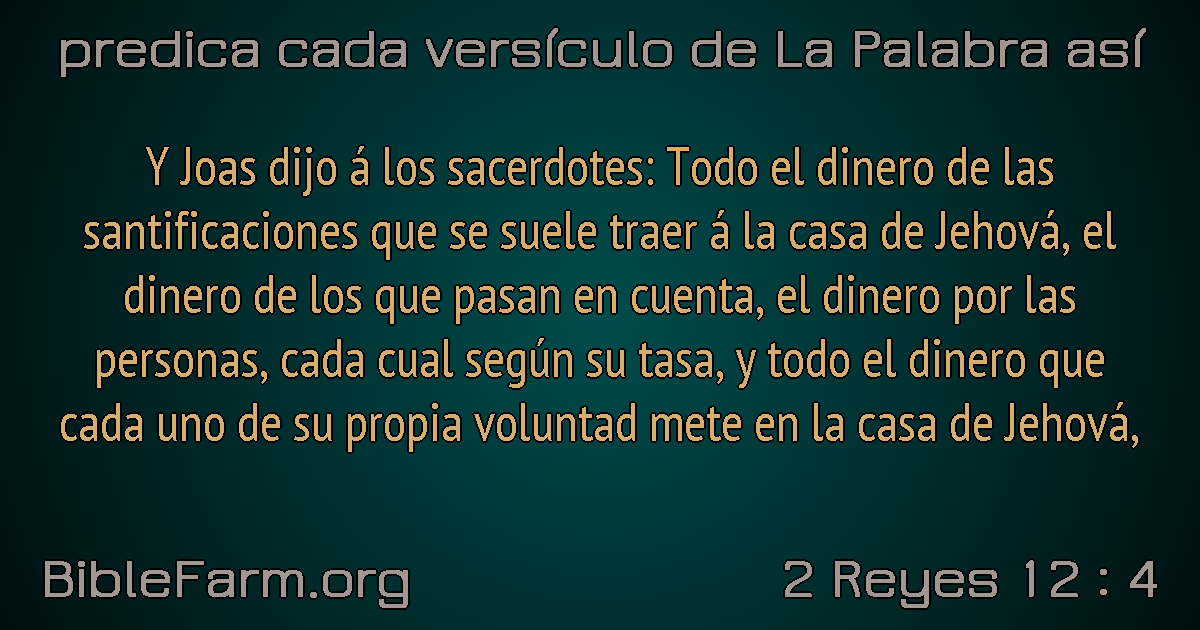 predica cada versículo de La Palabra así
Y Joas dijo á los sacerdotes: Todo el dinero de las
santificaciones que se suele traer á la casa de Jehová, el
dinero de los que pasan en cuenta, el dinero por las
personas, cada cual según su tasa, y todo el dinero que
cada uno de su propia voluntad mete en la casa de Jehová,
BibleFarm.org
2 Reyes 12 : 4